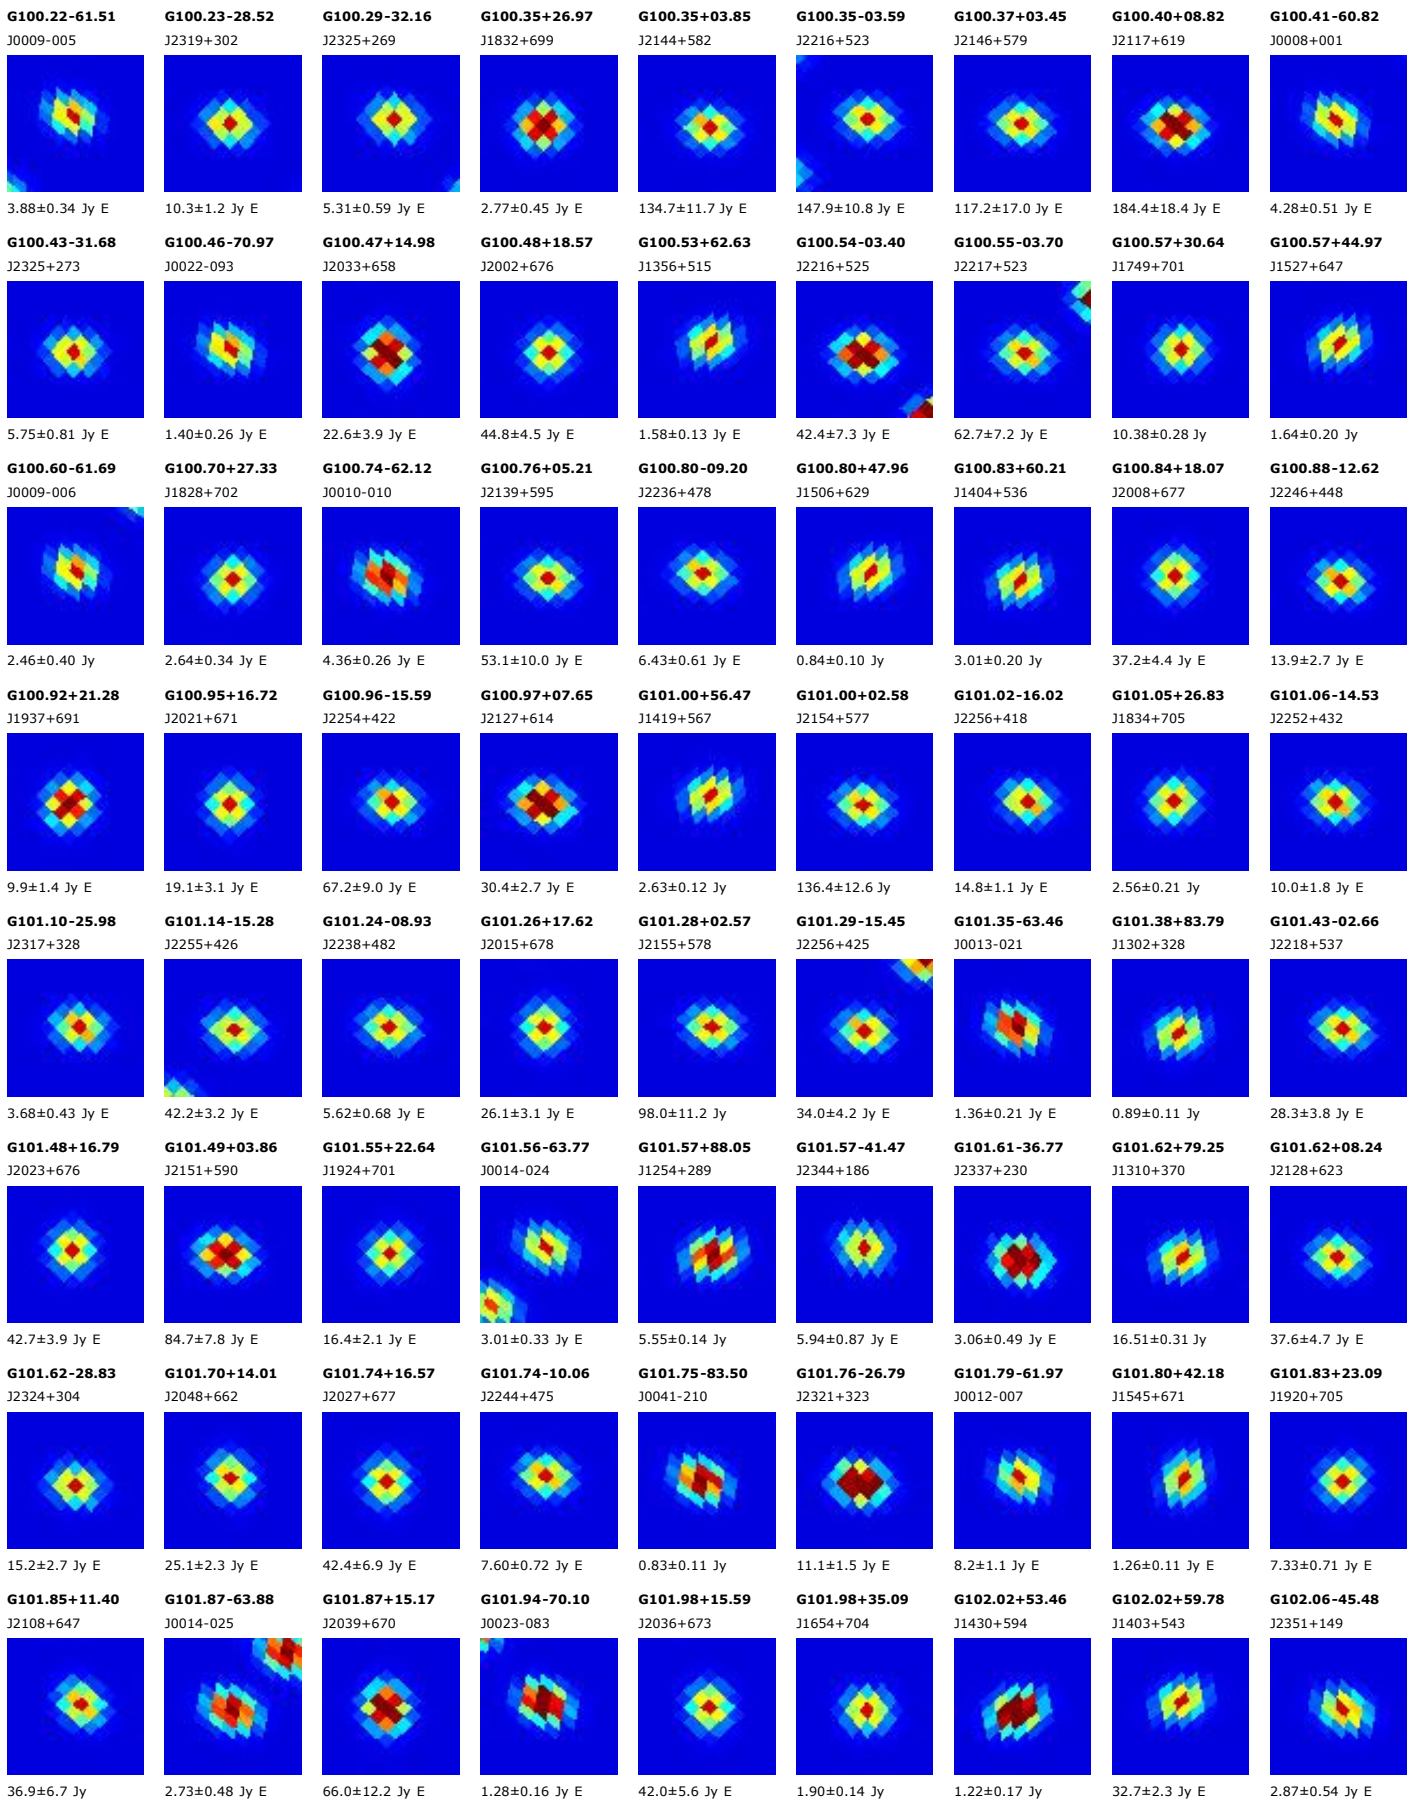 G100.22-61.51 G100.23-28.52 G100.29-32.16 G100.35+26.97 G100.35+03.85 G100.35-03.59 G100.37+03.45 G100.40+08.82 G100.41-60.82
J0009-005 J2319+302 J2325+269 J1832+699 J2144+582 J2216+523 J2146+579 J2117+619 J0008+001
3.88±0.34 Jy E 10.3±1.2 Jy E 5.31±0.59 Jy E 2.77±0.45 Jy E 134.7±11.7 Jy E 147.9±10.8 Jy E 117.2±17.0 Jy E 184.4±18.4 Jy E 4.28±0.51 Jy E
G100.43-31.68 G100.46-70.97 G100.47+14.98 G100.48+18.57 G100.53+62.63 G100.54-03.40 G100.55-03.70 G100.57+30.64 G100.57+44.97
J2325+273 J0022-093 J2033+658 J2002+676 J1356+515 J2216+525 J2217+523 J1749+701 J1527+647
5.75±0.81 Jy E 1.40±0.26 Jy E 22.6±3.9 Jy E 44.8±4.5 Jy E 1.58±0.13 Jy E 42.4±7.3 Jy E 62.7±7.2 Jy E 10.38±0.28 Jy 1.64±0.20 Jy
G100.60-61.69 G100.70+27.33 G100.74-62.12 G100.76+05.21 G100.80-09.20 G100.80+47.96 G100.83+60.21 G100.84+18.07 G100.88-12.62
J0009-006 J1828+702 J0010-010 J2139+595 J2236+478 J1506+629 J1404+536 J2008+677 J2246+448
2.46±0.40 Jy 2.64±0.34 Jy E 4.36±0.26 Jy E 53.1±10.0 Jy E 6.43±0.61 Jy E 0.84±0.10 Jy 3.01±0.20 Jy 37.2±4.4 Jy E 13.9±2.7 Jy E
G100.92+21.28 G100.95+16.72 G100.96-15.59 G100.97+07.65 G101.00+56.47 G101.00+02.58 G101.02-16.02 G101.05+26.83 G101.06-14.53
J1937+691 J2021+671 J2254+422 J2127+614 J1419+567 J2154+577 J2256+418 J1834+705 J2252+432
9.9±1.4 Jy E 19.1±3.1 Jy E 67.2±9.0 Jy E 30.4±2.7 Jy E 2.63±0.12 Jy 136.4±12.6 Jy 14.8±1.1 Jy E 2.56±0.21 Jy 10.0±1.8 Jy E
G101.10-25.98 G101.14-15.28 G101.24-08.93 G101.26+17.62 G101.28+02.57 G101.29-15.45 G101.35-63.46 G101.38+83.79 G101.43-02.66
J2317+328 J2255+426 J2238+482 J2015+678 J2155+578 J2256+425 J0013-021 J1302+328 J2218+537
3.68±0.43 Jy E 42.2±3.2 Jy E 5.62±0.68 Jy E 26.1±3.1 Jy E 98.0±11.2 Jy 34.0±4.2 Jy E 1.36±0.21 Jy E 0.89±0.11 Jy 28.3±3.8 Jy E
G101.48+16.79 G101.49+03.86 G101.55+22.64 G101.56-63.77 G101.57+88.05 G101.57-41.47 G101.61-36.77 G101.62+79.25 G101.62+08.24
J2023+676 J2151+590 J1924+701 J0014-024 J1254+289 J2344+186 J2337+230 J1310+370 J2128+623
42.7±3.9 Jy E 84.7±7.8 Jy E 16.4±2.1 Jy E 3.01±0.33 Jy E 5.55±0.14 Jy 5.94±0.87 Jy E 3.06±0.49 Jy E 16.51±0.31 Jy 37.6±4.7 Jy E
G101.62-28.83 G101.70+14.01 G101.74+16.57 G101.74-10.06 G101.75-83.50 G101.76-26.79 G101.79-61.97 G101.80+42.18 G101.83+23.09
J2324+304 J2048+662 J2027+677 J2244+475 J0041-210 J2321+323 J0012-007 J1545+671 J1920+705
15.2±2.7 Jy E 25.1±2.3 Jy E 42.4±6.9 Jy E 7.60±0.72 Jy E 0.83±0.11 Jy 11.1±1.5 Jy E 8.2±1.1 Jy E 1.26±0.11 Jy E 7.33±0.71 Jy E
G101.85+11.40 G101.87-63.88 G101.87+15.17 G101.94-70.10 G101.98+15.59 G101.98+35.09 G102.02+53.46 G102.02+59.78 G102.06-45.48
J2108+647 J0014-025 J2039+670 J0023-083 J2036+673 J1654+704 J1430+594 J1403+543 J2351+149
36.9±6.7 Jy 2.73±0.48 Jy E 66.0±12.2 Jy E 1.28±0.16 Jy E 42.0±5.6 Jy E 1.90±0.14 Jy 1.22±0.17 Jy 32.7±2.3 Jy E 2.87±0.54 Jy E